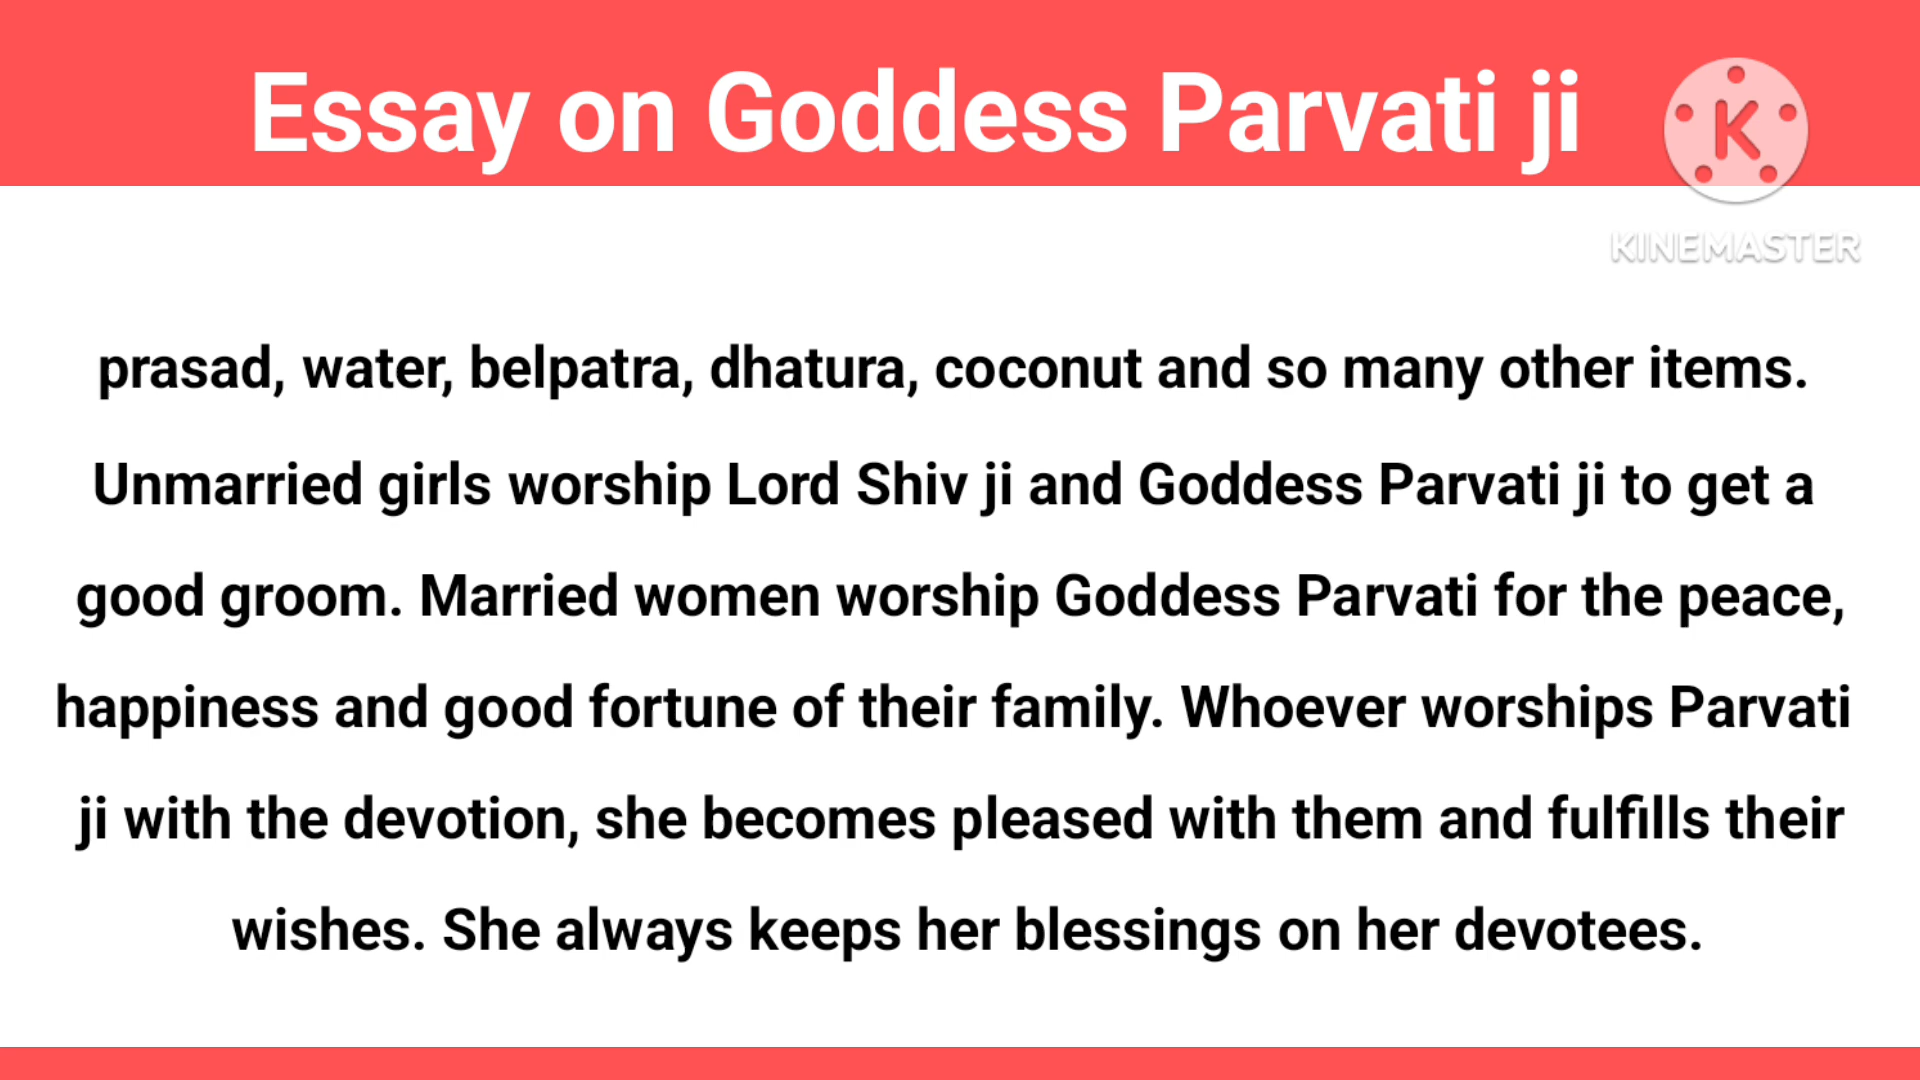 Essay on Goddess Parvati ji
K
KINEMASTER
prasad, water, belpatra, dhatura, coconut and so many other items.
Unmarried girls worship Lord Shiv ji and Goddess Parvati ji to get a
good groom. Married women worship Goddess Parvati for the peace,
happiness and good fortune of their family. Whoever worships Parvati
ji with the devotion, she becomes pleased with them and fulfills their
wishes. She always keeps her blessings on her devotees.